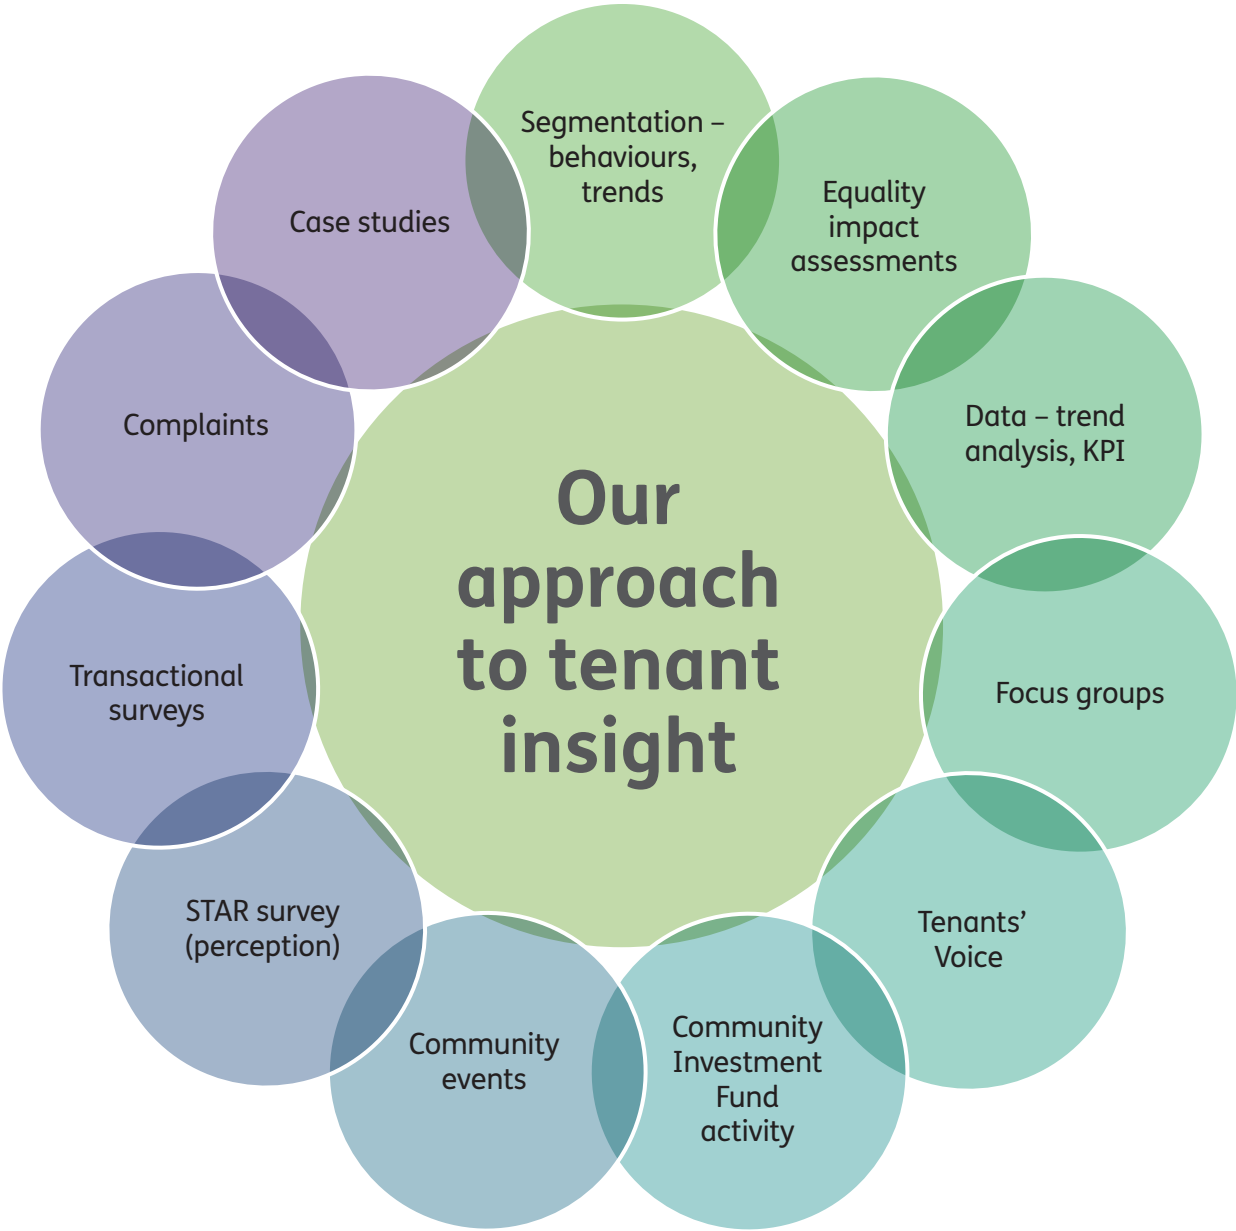 Segmentation –
behaviours,
trends
Equality
impact
assessments
Data – trend
analysis, KPI
Focus groups
Tenants’
Voice
Community
Investment
Fund
activity
Community
events
STAR survey
(perception)
Transactional
surveys
Complaints
Case studies
Our
approach
to tenant
insight